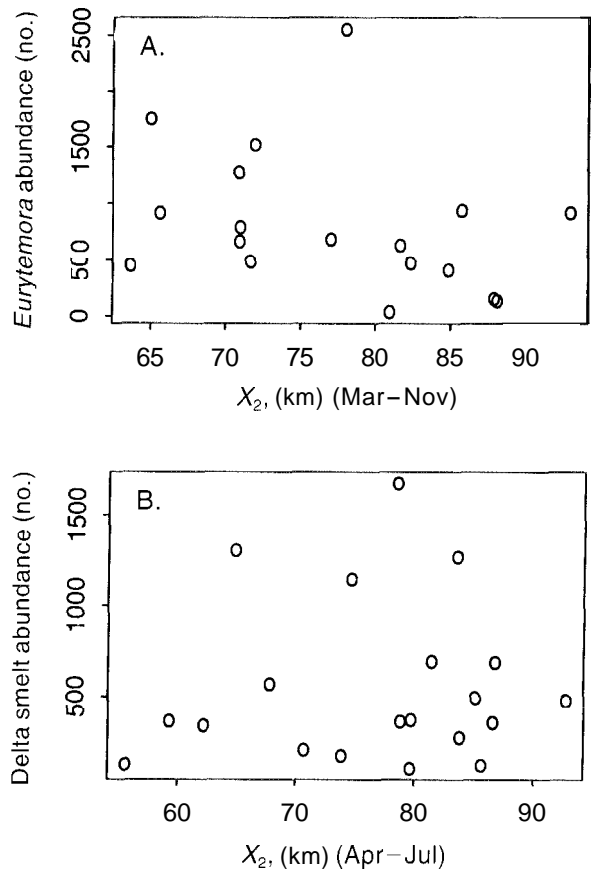 A.
Eurytemora abundance (no.)
2500
1500
500
0
65 70 75 80 85 90
X₂, (km) (Mar–Nov)
B.
Delta smelt abundance (no.)
1500
1000
500
60 70 80 90
X₂, (km) (Apr–Jul)